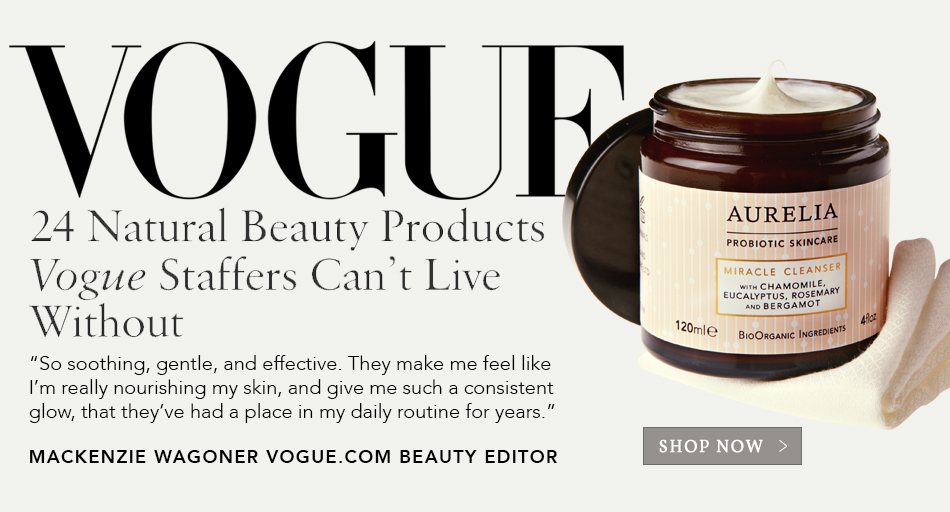 VOGUE
24 Natural Beauty Products
Vogue Staffers Can't Live
Without
“So soothing, gentle, and effective. They make me feel like
I'm really nourishing my skin, and give me such a consistent
glow, that they've had a place in my daily routine for years.”
MACKENZIE WAGONER VOGUE.COM BEAUTY EDITOR
AURELIA
PROBIOTIC SKINCARE
MIRACLE CLEANSER
WITH CHAMOMILE,
EUCALYPTUS, ROSEMARY
AND BERGAMOT
120ml℮ BIOORGANIC INGREDIENTS 4floz
SHOP NOW >